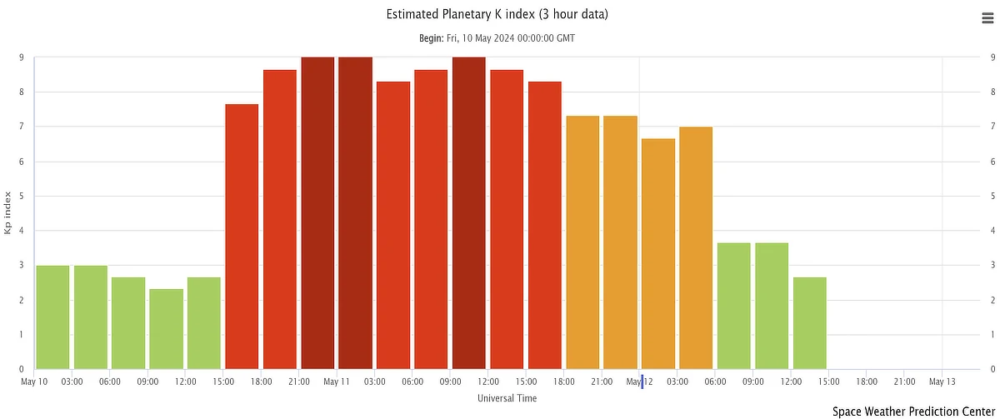 Estimated Planetary K index (3 hour data)
Begin: Fri, 10 May 2024 00:00:00 GMT
9 9
8 8
7 7
6 6
5 5
4 4
3 3
2 2
1 1
0 0
Kp index
May 10 03:00 06:00 09:00 12:00 15:00 18:00 21:00 May 11 03:00 06:00 09:00 12:00 15:00 18:00 21:00 May 12 03:00 06:00 09:00 12:00 15:00 18:00 21:00 May 13
Universal Time
Space Weather Prediction Center